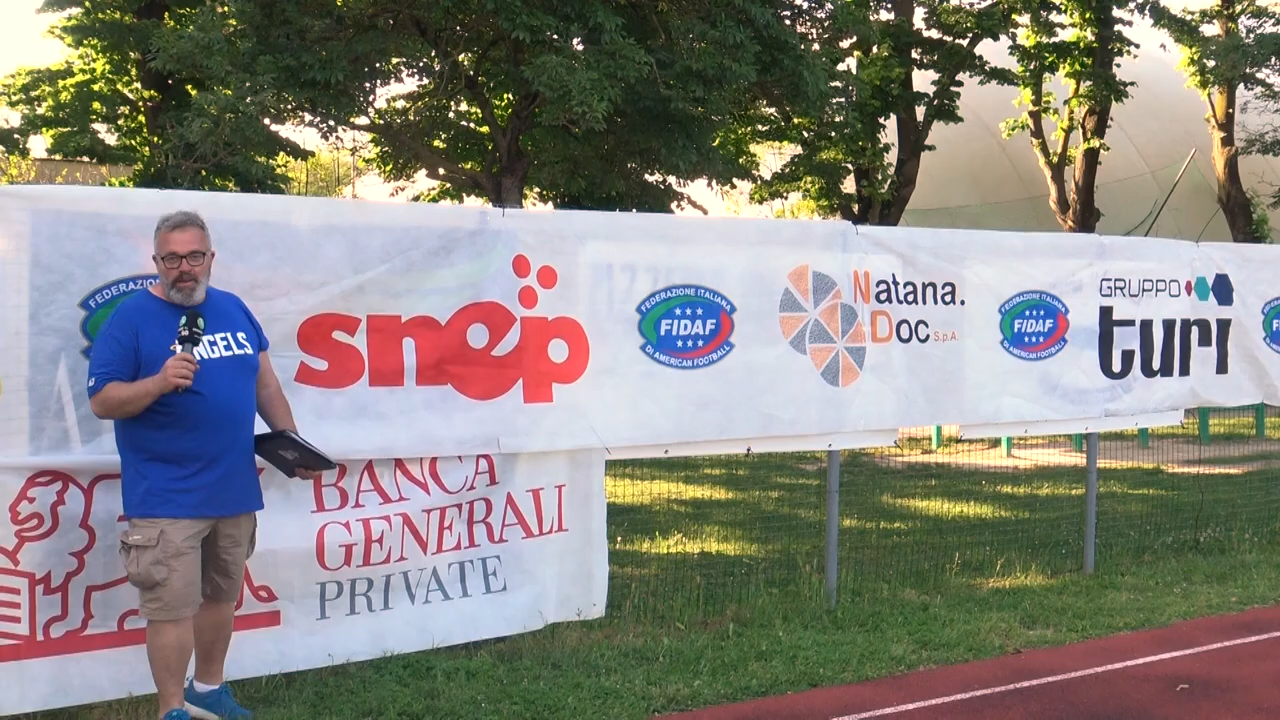 FEDERAZIONE
ANGELS
snep
FEDERAZIONE ITALIANA
FIDAF
DI AMERICAN FOOTBALL
Natana.
Doc S.p.A.
FEDERAZIONE ITALIANA
FIDAF
DI AMERICAN FOOTBALL
GRUPPO
turi
BANCA
GENERALI
PRIVATE